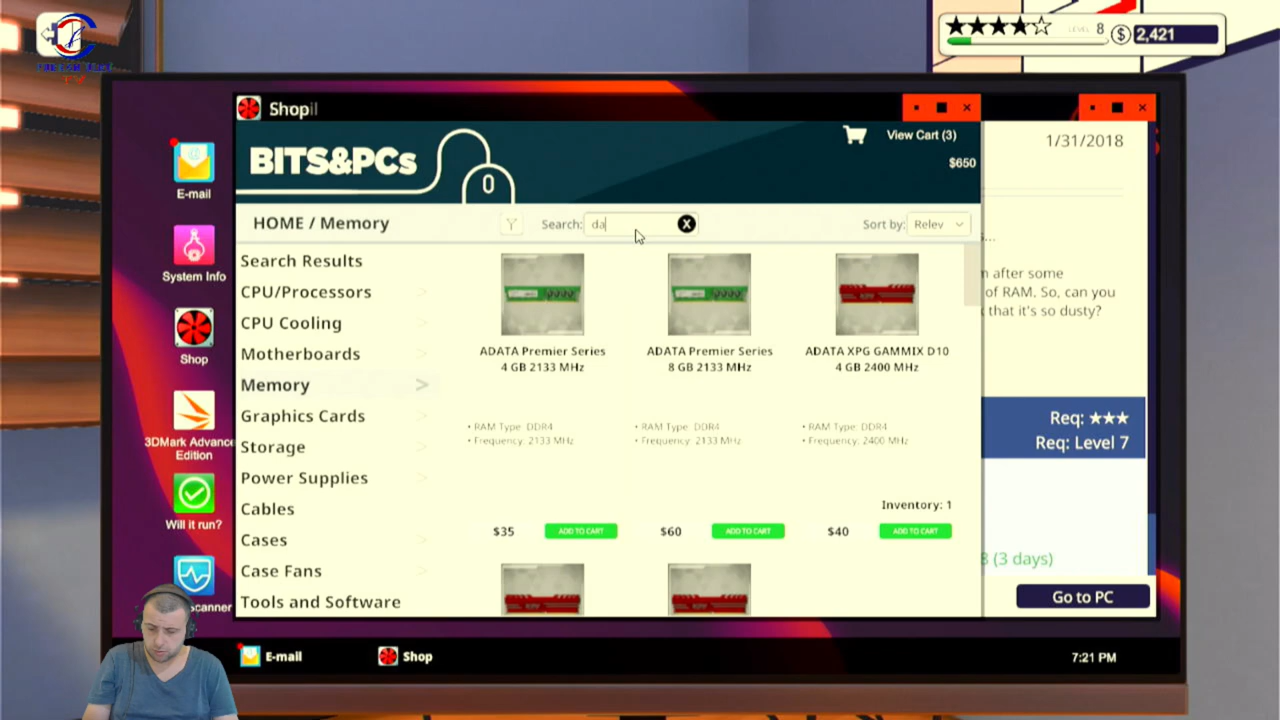 LEVEL 8
$ 2,421
Shop
View Cart (3)
$650
BITS&PCs
1/31/2018
HOME / Memory
Search: da
Sort by: Relev
Search Results
CPU/Processors
CPU Cooling
Motherboards
Memory
Graphics Cards
Storage
Power Supplies
Cables
Cases
Case Fans
Tools and Software
ADATA Premier Series
4 GB 2133 MHz
• RAM Type: DDR4
• Frequency: 2133 MHz
$35
ADD TO CART
ADATA Premier Series
8 GB 2133 MHz
• RAM Type: DDR4
• Frequency: 2133 MHz
$60
ADD TO CART
ADATA XPG GAMMIX D10
4 GB 2400 MHz
• RAM Type: DDR4
• Frequency: 2400 MHz
Inventory: 1
$40
ADD TO CART
after some
of RAM. So, can you
that it's so dusty?
Req: ★★★
Req: Level 7
8 (3 days)
Go to PC
E-mail
System Info
Shop
3DMark Advance
Edition
Will it run?
Scanner
E-mail
Shop
7:21 PM